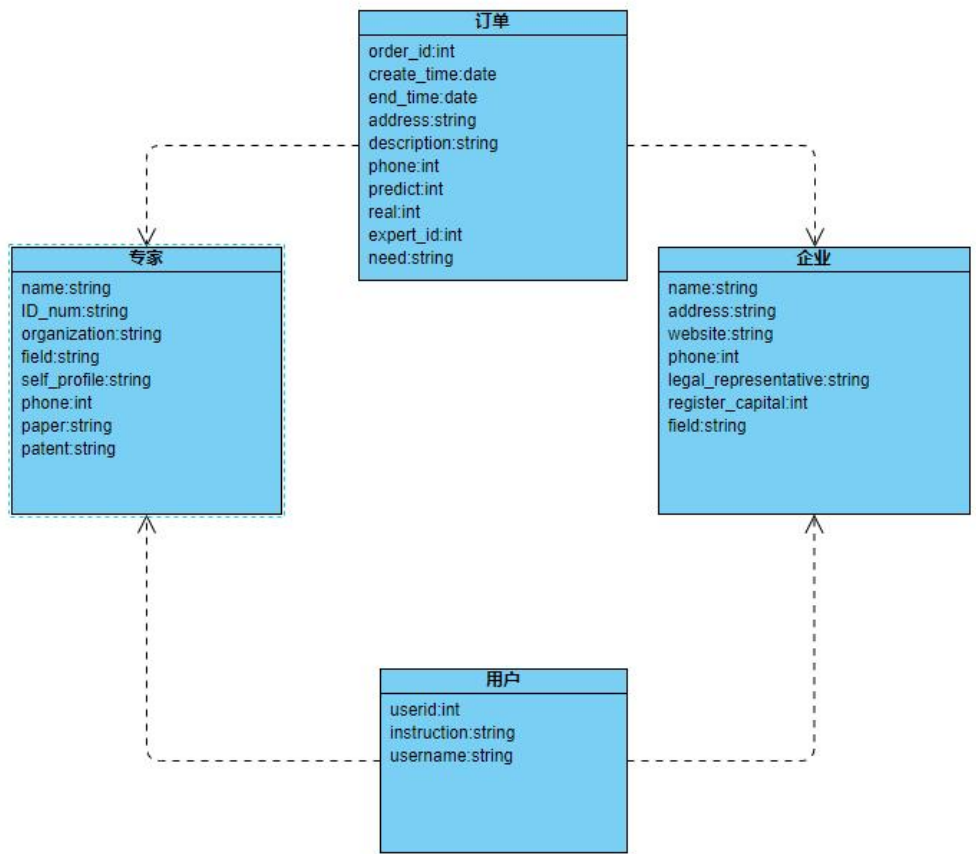 订单
order_id:int
create_time:date
end_time:date
address:string
description:string
phone:int
predict:int
real:int
expert_id:int
need:string
专家
name:string
ID_num:string
organization:string
field:string
self_profile:string
phone:int
paper:string
patent:string
企业
name:string
address:string
website:string
phone:int
legal_representative:string
register_capital:int
field:string
用户
userid:int
instruction:string
username:string